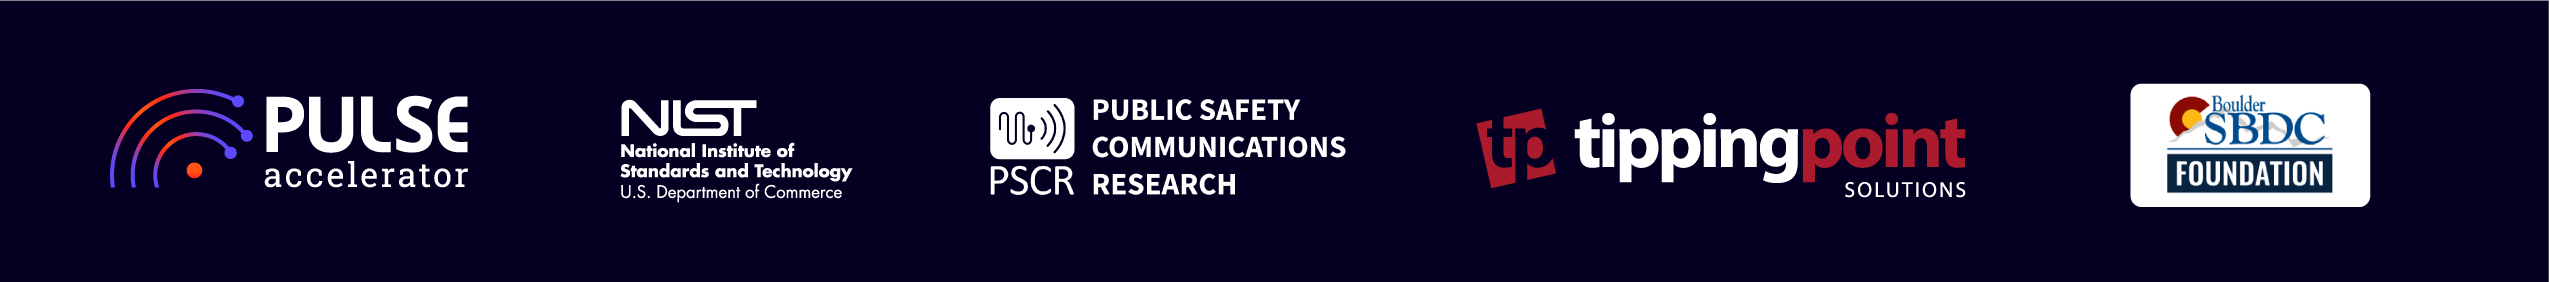 PULSE
accelerator
NIST
National Institute of
Standards and Technology
U.S. Department of Commerce
PSCR
PUBLIC SAFETY
COMMUNICATIONS
RESEARCH
tp tippingpoint
SOLUTIONS
Boulder
SBDC
FOUNDATION